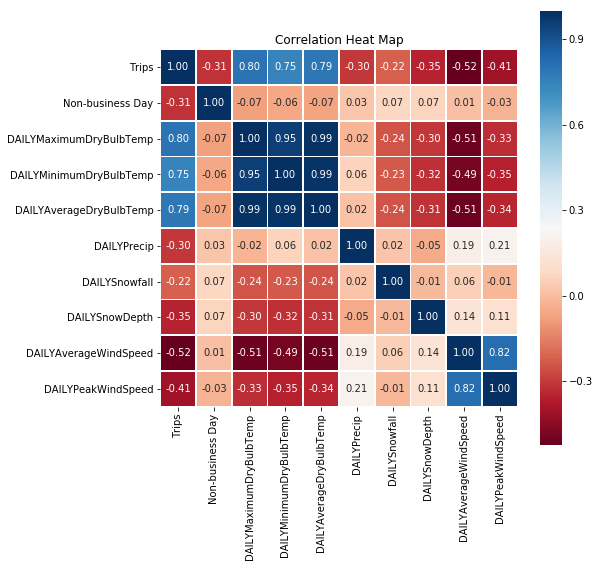 Correlation Heat Map
Trips 1.00 -0.31 0.80 0.75 0.79 -0.30 -0.22 -0.35 -0.52 -0.41
Non-business Day -0.31 1.00 -0.07 -0.06 -0.07 0.03 0.07 0.07 0.01 -0.03
DAILYMaximumDryBulbTemp 0.80 -0.07 1.00 0.95 0.99 -0.02 -0.24 -0.30 -0.51 -0.33
DAILYMinimumDryBulbTemp 0.75 -0.06 0.95 1.00 0.99 0.06 -0.23 -0.32 -0.49 -0.35
DAILYAverageDryBulbTemp 0.79 -0.07 0.99 0.99 1.00 0.02 -0.24 -0.31 -0.51 -0.34
DAILYPrecip -0.30 0.03 -0.02 0.06 0.02 1.00 0.02 -0.05 0.19 0.21
DAILYSnowfall -0.22 0.07 -0.24 -0.23 -0.24 0.02 1.00 -0.01 0.06 -0.01
DAILYSnowDepth -0.35 0.07 -0.30 -0.32 -0.31 -0.05 -0.01 1.00 0.14 0.11
DAILYAverageWindSpeed -0.52 0.01 -0.51 -0.49 -0.51 0.19 0.06 0.14 1.00 0.82
DAILYPeakWindSpeed -0.41 -0.03 -0.33 -0.35 -0.34 0.21 -0.01 0.11 0.82 1.00
Trips
Non-business Day
DAILYMaximumDryBulbTemp
DAILYMinimumDryBulbTemp
DAILYAverageDryBulbTemp
DAILYPrecip
DAILYSnowfall
DAILYSnowDepth
DAILYAverageWindSpeed
DAILYPeakWindSpeed
0.9
0.6
0.3
0.0
−0.3